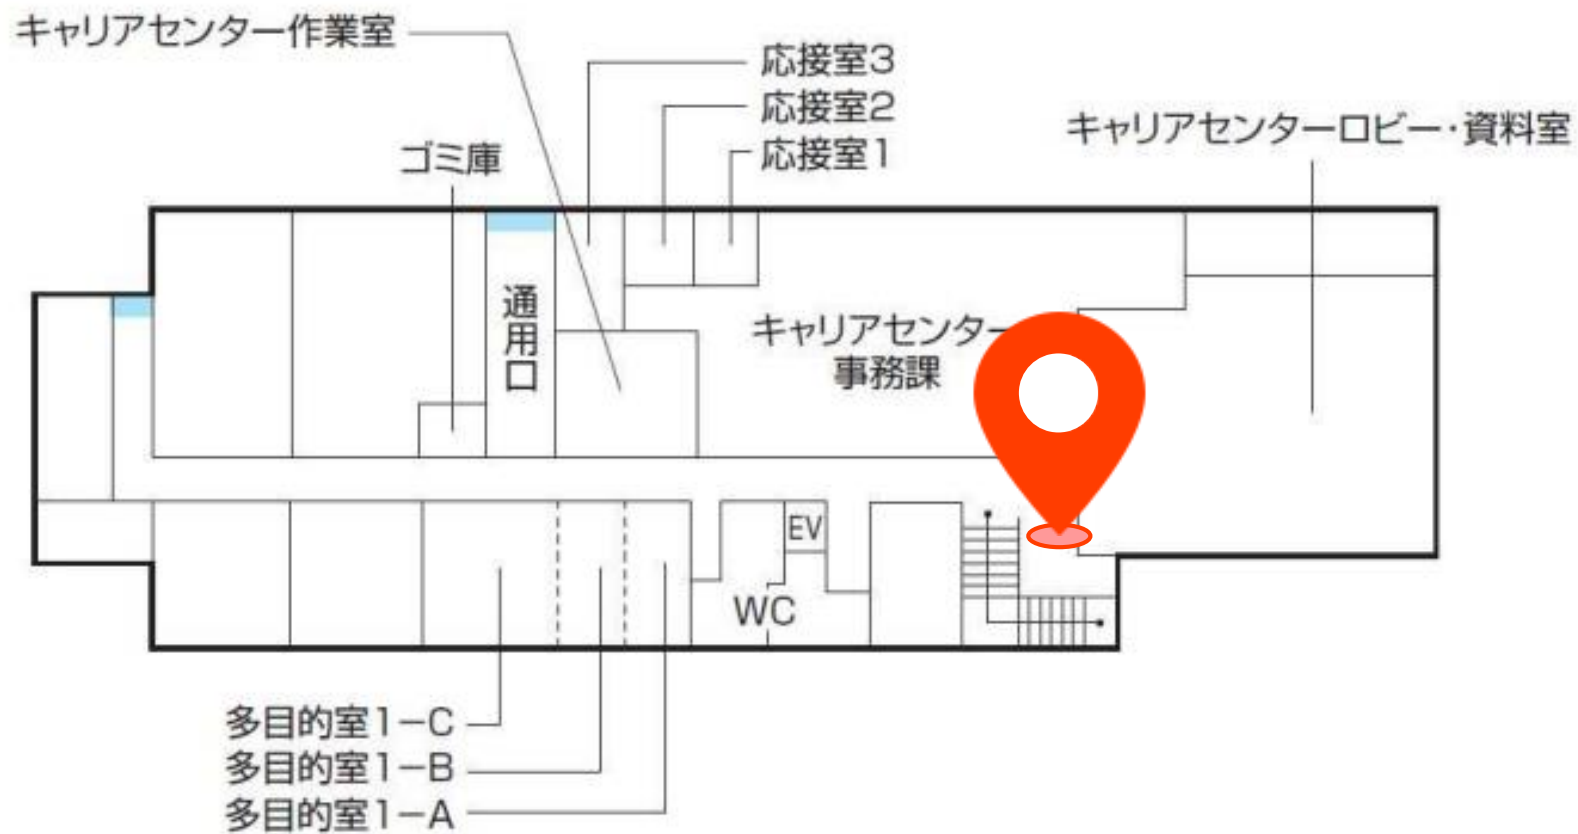 キャリアセンター作業室
応接室3
応接室2
応接室1
キャリアセンターロビー・資料室
ゴミ庫
通用口
キャリアセンター
事務課
EV
WC
多目的室1-C
多目的室1-B
多目的室1-A